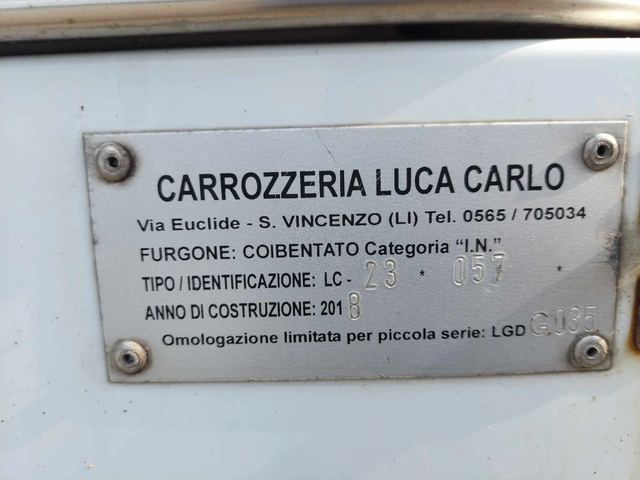 CARROZZERIA LUCA CARLO
Via Euclide - S. VINCENZO (LI) Tel. 0565 / 705034
FURGONE: COIBENTATO Categoria "I.N."
TIPO / IDENTIFICAZIONE: LC - 23 * 057 *
ANNO DI COSTRUZIONE: 2018
Omologazione limitata per piccola serie: LGD G.035